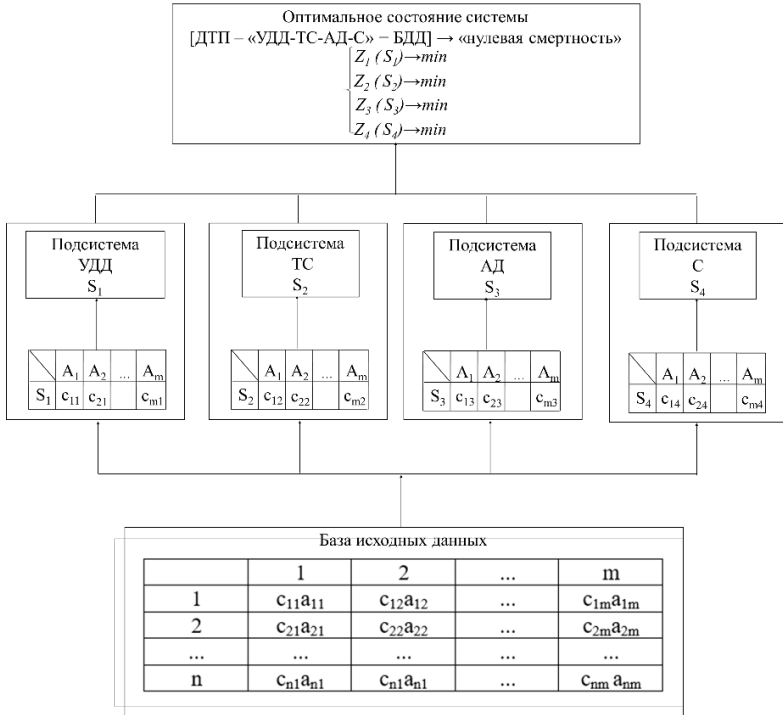 Оптимальное состояние системы
[ДТП – «УДД-ТС-АД-С» – БДД] → «нулевая смертность»
Z₁ (S₁)→min
Z₂ (S₂)→min
Z₃ (S₃)→min
Z₄ (S₄)→min
Подсистема
УДД
S₁
Подсистема
ТС
S₂
Подсистема
АД
S₃
Подсистема
С
S₄
A₁ A₂ ... Aₘ
S₁ c₁₁ c₂₁ cₘ₁
A₁ A₂ ... Aₘ
S₂ c₁₂ c₂₂ cₘ₂
Λ₁ Λ₂ ... Λₘ
S₃ c₁₃ c₂₃ cₘ₃
A₁ A₂ ... Aₘ
S₄ c₁₄ c₂₄ cₘ₄
База исходных данных
1 2 ... m
1 c₁₁a₁₁ c₁₂a₁₂ ... c₁ₘa₁ₘ
2 c₂₁a₂₁ c₂₂a₂₂ ... c₂ₘa₂ₘ
... ... ... ... ...
n cₙ₁aₙ₁ cₙ₁aₙ₁ ... cₙₘ aₙₘ